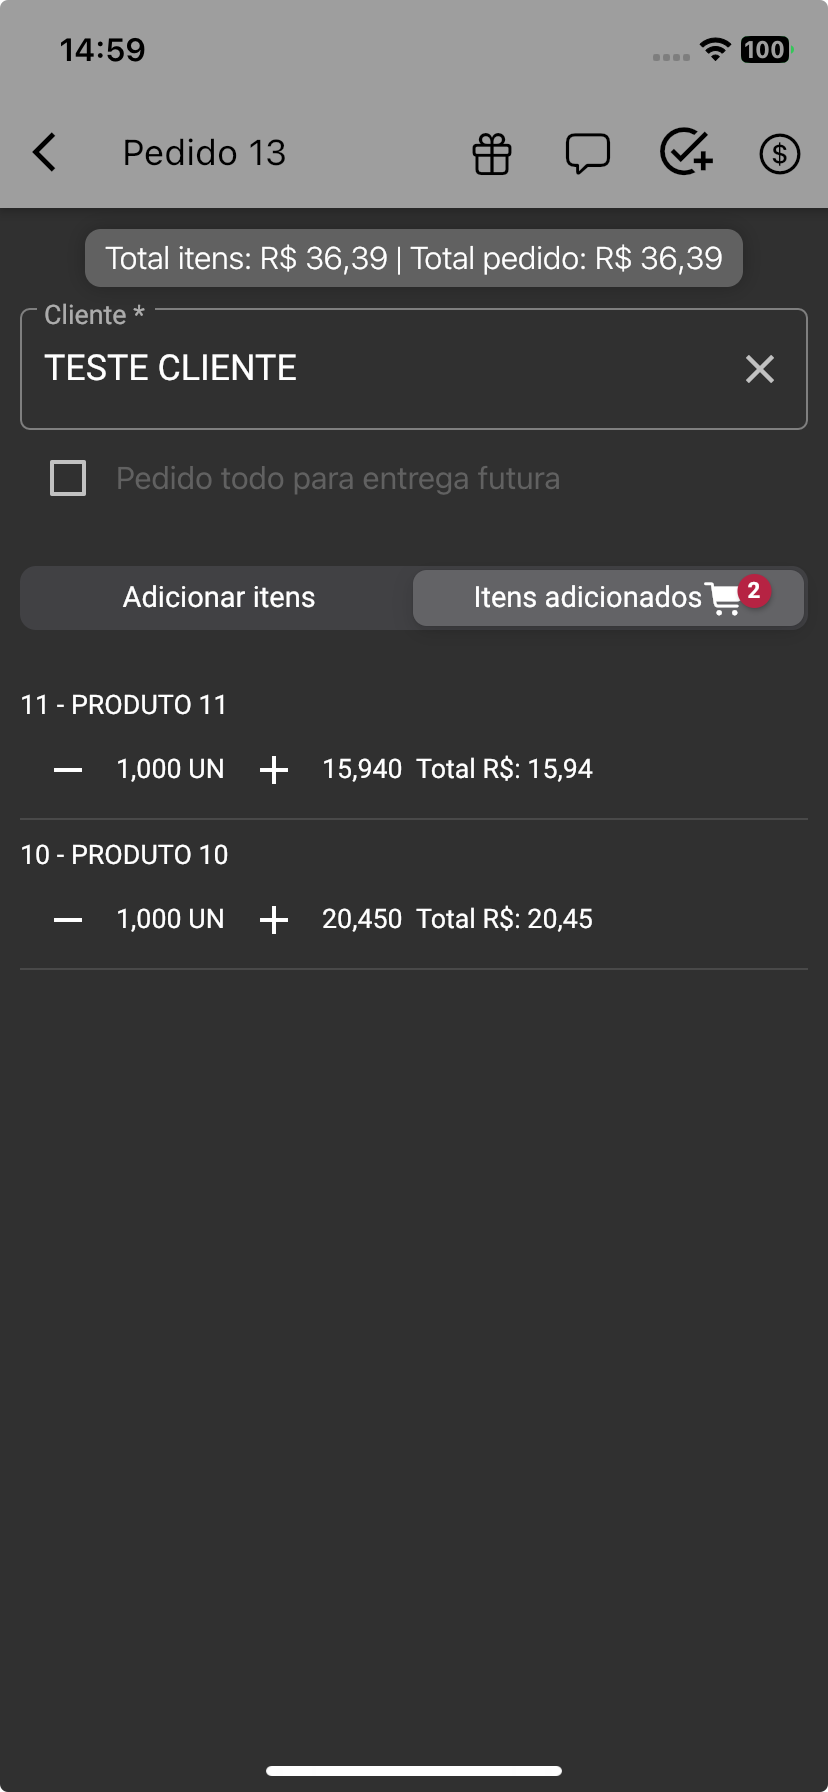 14:59
100
Pedido 13
Total itens: R$ 36,39 | Total pedido: R$ 36,39
Cliente *
TESTE CLIENTE
Pedido todo para entrega futura
Adicionar itens
Itens adicionados 2
11 - PRODUTO 11
1,000 UN 15,940 Total R$: 15,94
10 - PRODUTO 10
1,000 UN 20,450 Total R$: 20,45